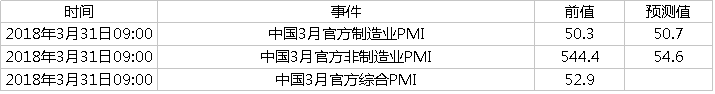 时间 事件 前值 预测值
2018年3月31日09:00 中国3月官方制造业PMI 50.3 50.7
2018年3月31日09:00 中国3月官方非制造业PMI 544.4 54.6
2018年3月31日09:00 中国3月官方综合PMI 52.9